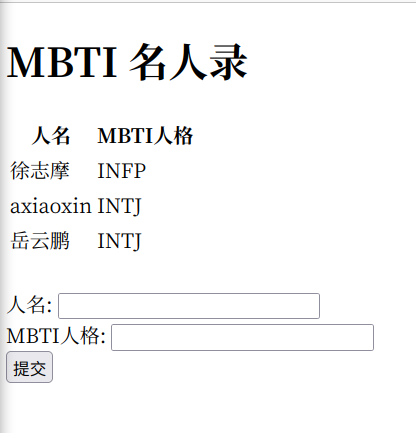 MBTI 名人录
人名 MBTI人格
徐志摩 INFP
axiaoxin INTJ
岳云鹏 INTJ
人名:
MBTI人格:
提交